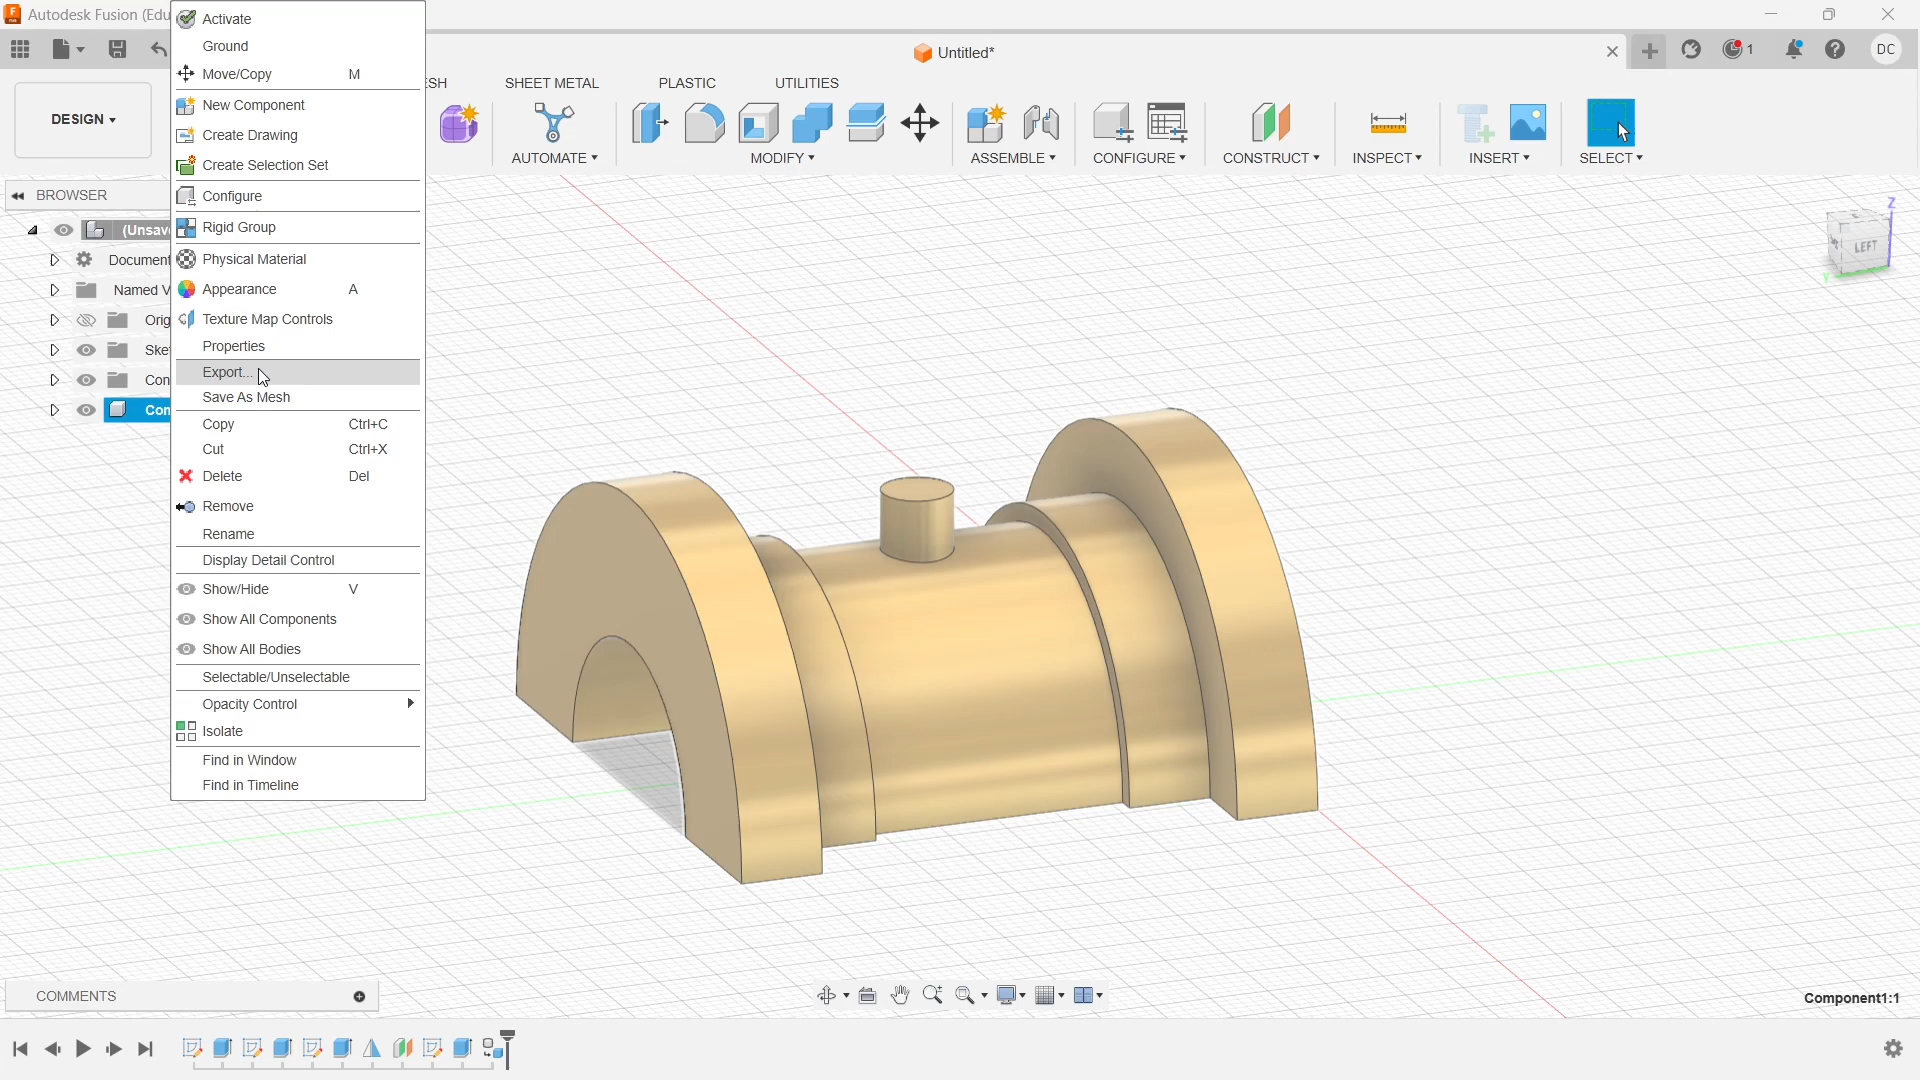 Autodesk Fusion (Edu
Untitled*
1
DC
DESIGN
ESH
SHEET METAL
PLASTIC
UTILITIES
AUTOMATE
MODIFY
ASSEMBLE
CONFIGURE
CONSTRUCT
INSPECT
INSERT
SELECT
BROWSER
(Unsav
Document
Named V
Orig
Ske
Con
Con
Activate
Ground
Move/Copy M
New Component
Create Drawing
Create Selection Set
Configure
Rigid Group
Physical Material
Appearance A
Texture Map Controls
Properties
Export...
Save As Mesh
Copy Ctrl+C
Cut Ctrl+X
Delete Del
Remove
Rename
Display Detail Control
Show/Hide V
Show All Components
Show All Bodies
Selectable/Unselectable
Opacity Control
Isolate
Find in Window
Find in Timeline
Z
LEFT
Y
COMMENTS
Component1:1